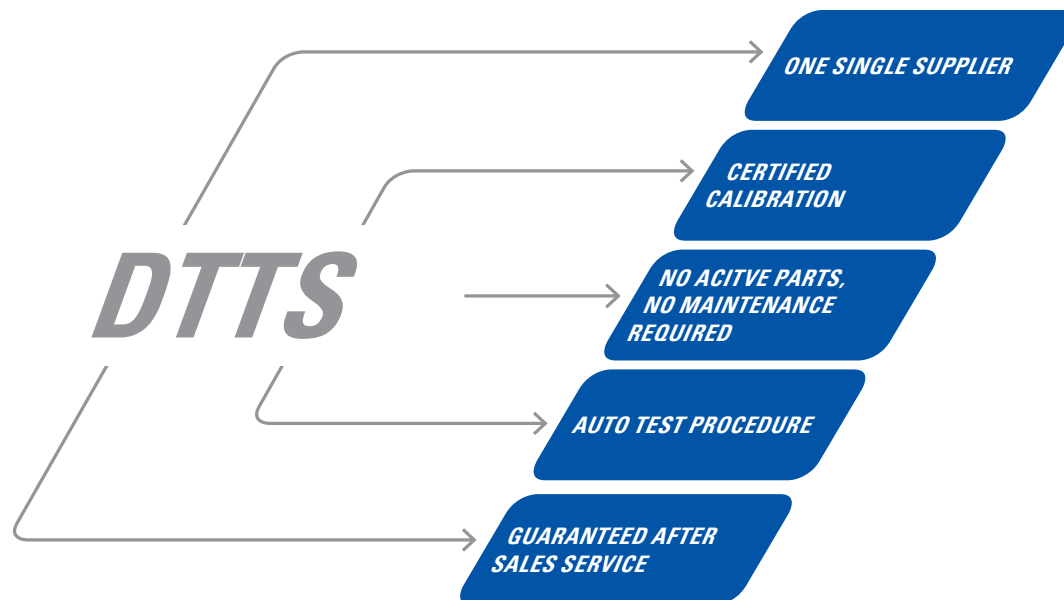 ONE SINGLE SUPPLIER
CERTIFIED
CALIBRATION
DTTS
NO ACITVE PARTS,
NO MAINTENANCE
REQUIRED
AUTO TEST PROCEDURE
GUARANTEED AFTER
SALES SERVICE